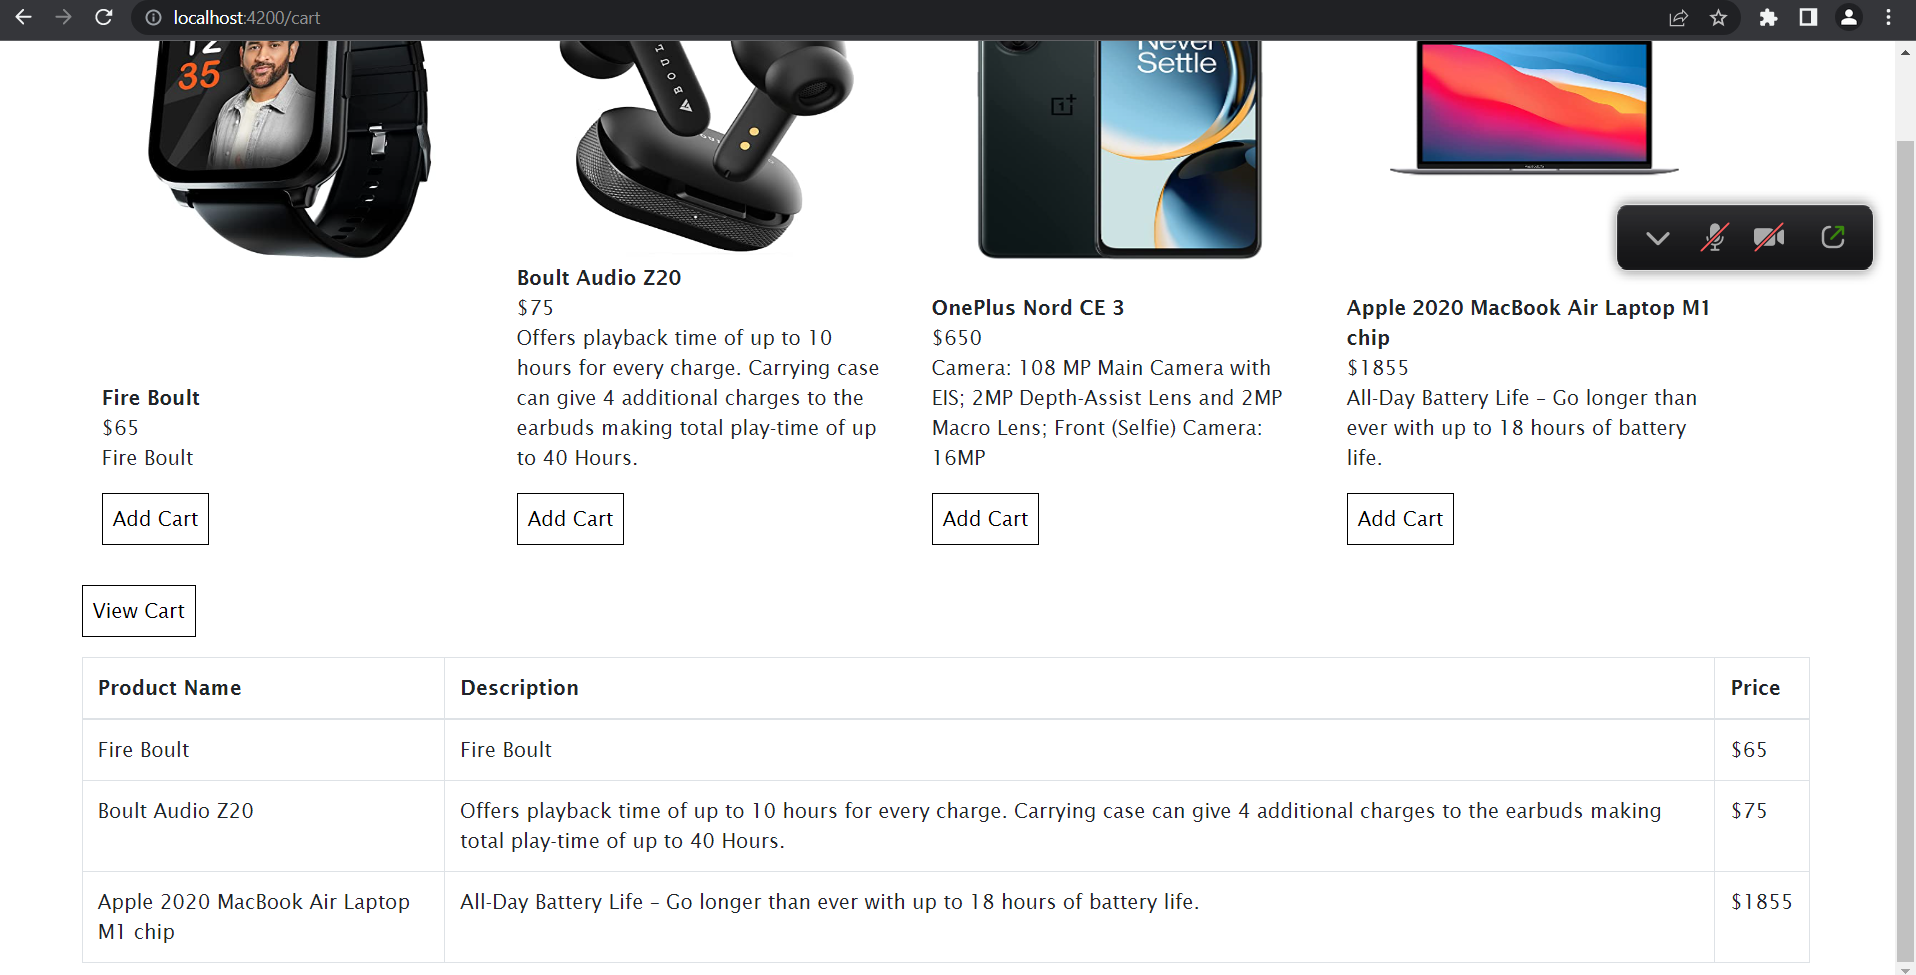 localhost:4200/cart
12
35
BOULT
Never
Settle
1+
Boult Audio Z20
$75
Offers playback time of up to 10
hours for every charge. Carrying case
can give 4 additional charges to the
earbuds making total play-time of up
to 40 Hours.
OnePlus Nord CE 3
$650
Camera: 108 MP Main Camera with
EIS; 2MP Depth-Assist Lens and 2MP
Macro Lens; Front (Selfie) Camera:
16MP
Apple 2020 MacBook Air Laptop M1
chip
$1855
All-Day Battery Life – Go longer than
ever with up to 18 hours of battery
life.
Fire Boult
$65
Fire Boult
Add Cart
Add Cart
Add Cart
Add Cart
View Cart
Product Name Description Price
Fire Boult Fire Boult $65
Boult Audio Z20 Offers playback time of up to 10 hours for every charge. Carrying case can give 4 additional charges to the earbuds making $75
total play-time of up to 40 Hours.
Apple 2020 MacBook Air Laptop All-Day Battery Life – Go longer than ever with up to 18 hours of battery life. $1855
M1 chip